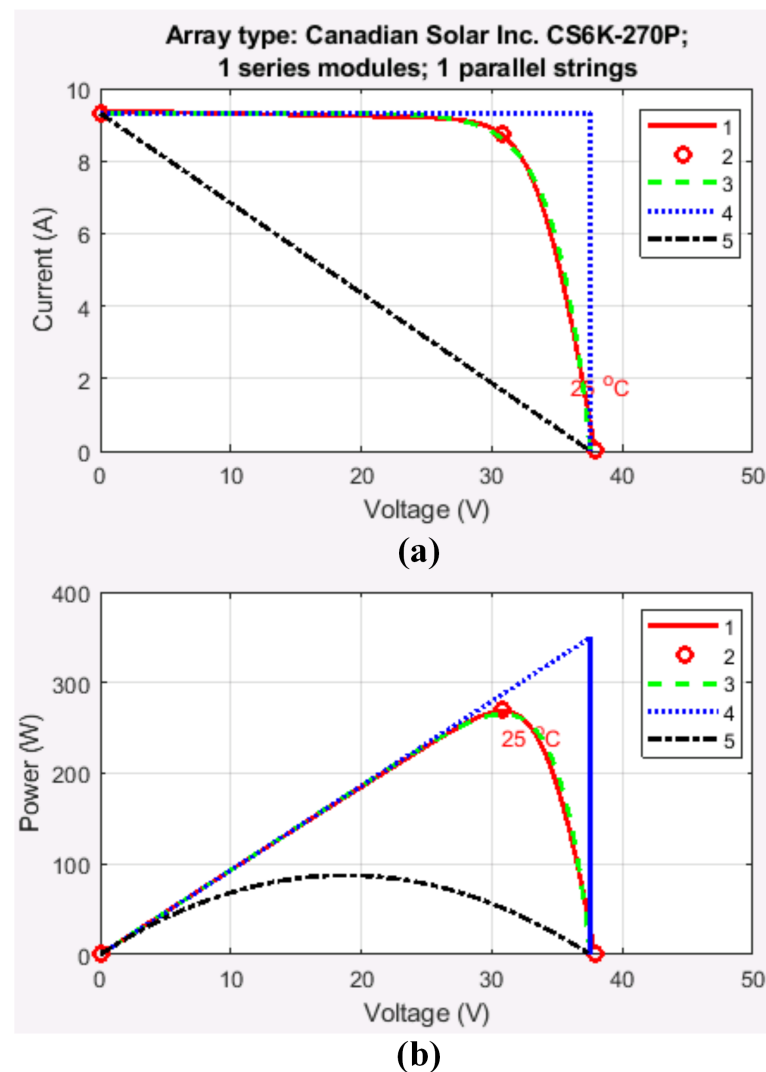 Array type: Canadian Solar Inc. CS6K-270P;
1 series modules; 1 parallel strings
10
8
6
4
2
0
Current (A)
1
2
3
4
5
25 °C
0 10 20 30 40 50
Voltage (V)
(a)
400
300
200
100
0
Power (W)
1
2
3
4
5
25 °C
0 10 20 30 40 50
Voltage (V)
(b)